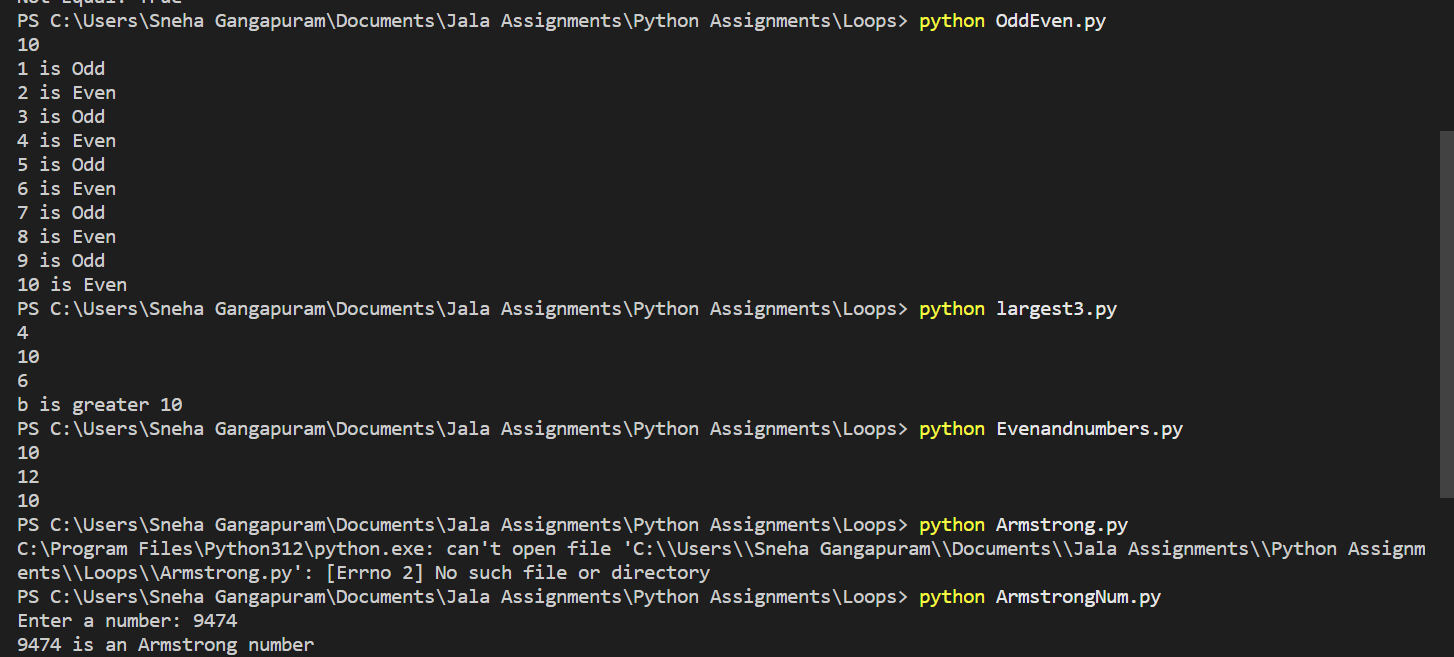 Not Equal: True
PS C:\Users\Sneha Gangapuram\Documents\Jala Assignments\Python Assignments\Loops> python OddEven.py
10
1 is Odd
2 is Even
3 is Odd
4 is Even
5 is Odd
6 is Even
7 is Odd
8 is Even
9 is Odd
10 is Even
PS C:\Users\Sneha Gangapuram\Documents\Jala Assignments\Python Assignments\Loops> python largest3.py
4
10
6
b is greater 10
PS C:\Users\Sneha Gangapuram\Documents\Jala Assignments\Python Assignments\Loops> python Evenandnumbers.py
10
12
10
PS C:\Users\Sneha Gangapuram\Documents\Jala Assignments\Python Assignments\Loops> python Armstrong.py
C:\Program Files\Python312\python.exe: can't open file 'C:\\Users\\Sneha Gangapuram\\Documents\\Jala Assignments\\Python Assignm
ents\\Loops\\Armstrong.py': [Errno 2] No such file or directory
PS C:\Users\Sneha Gangapuram\Documents\Jala Assignments\Python Assignments\Loops> python ArmstrongNum.py
Enter a number: 9474
9474 is an Armstrong number